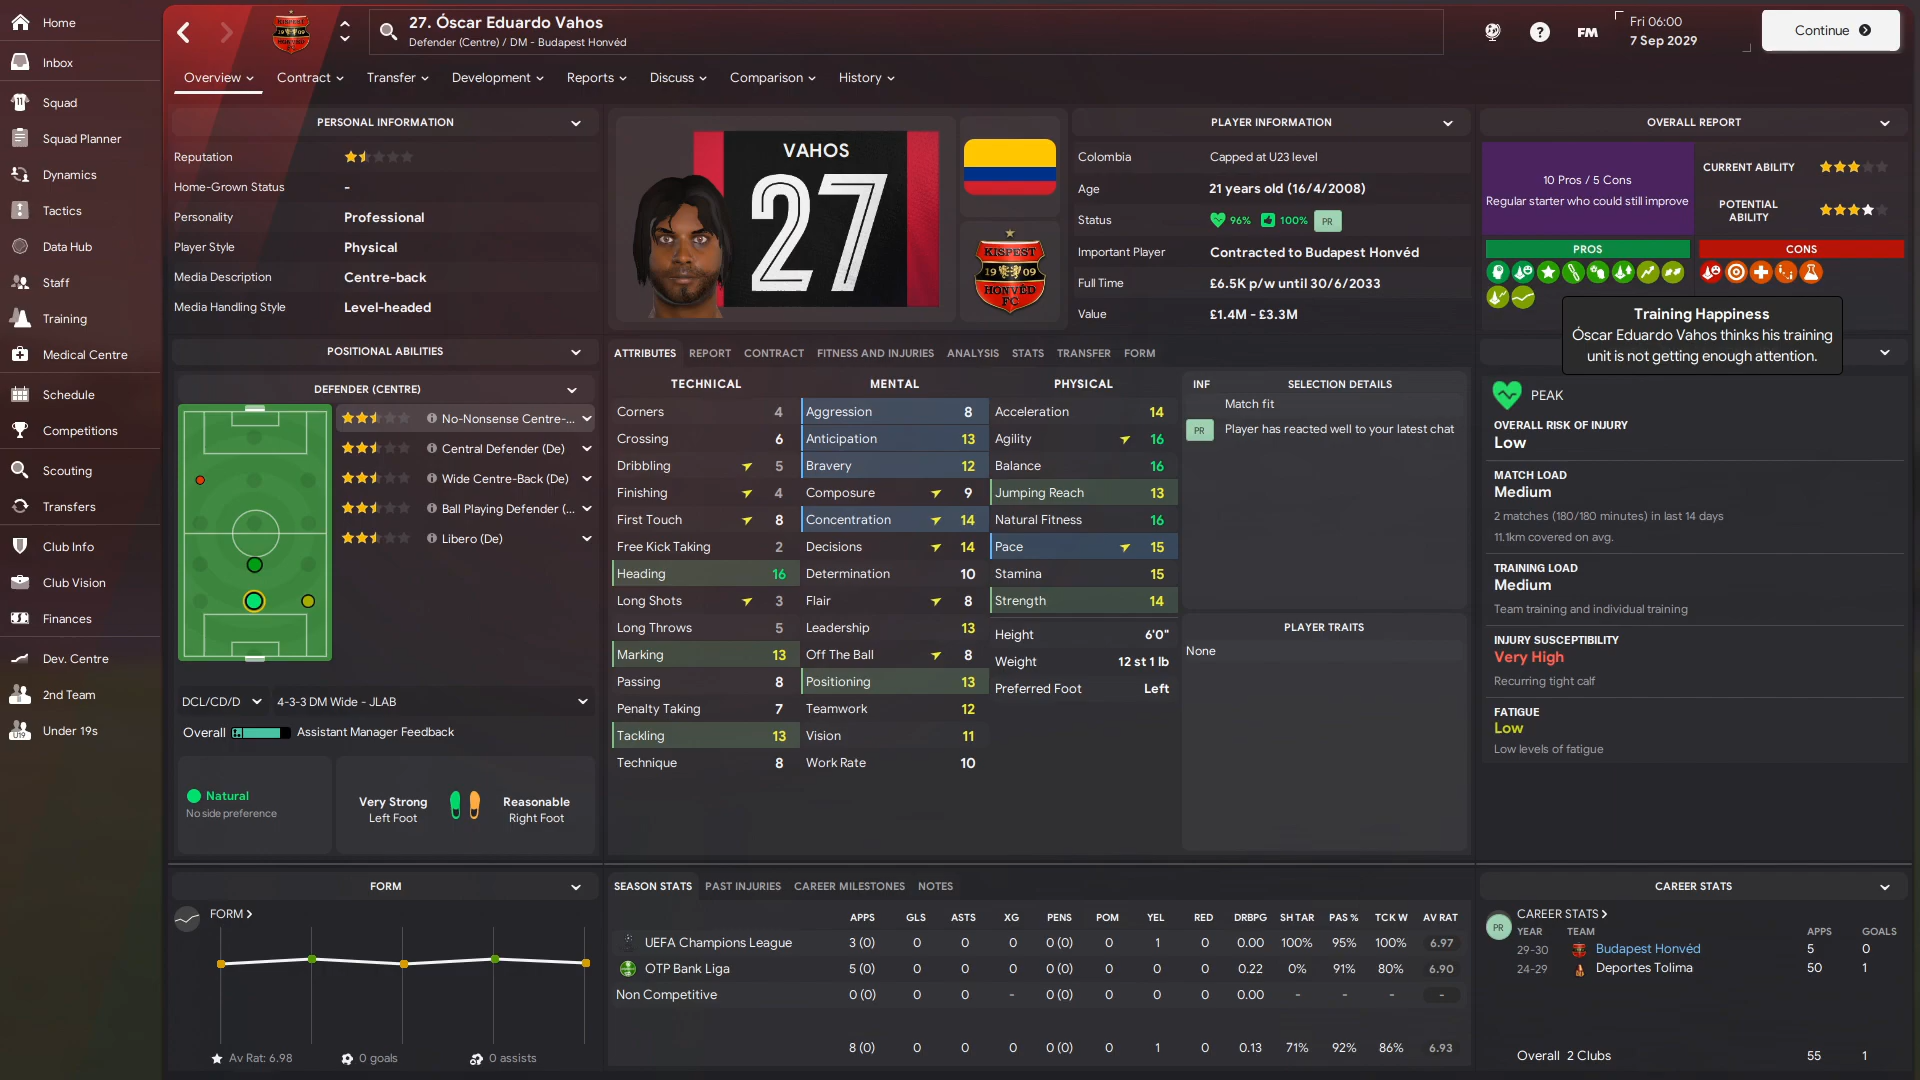 Home
Inbox
Squad
Squad Planner
Dynamics
Tactics
Data Hub
Staff
Training
Medical Centre
Schedule
Competitions
Scouting
Transfers
Club Info
Club Vision
Finances
Dev. Centre
2nd Team
Under 19s
27. Óscar Eduardo Vahos
Defender (Centre) / DM - Budapest Honvéd
FM
Fri 06:00
7 Sep 2029
Continue
Overview Contract Transfer Development Reports Discuss Comparison History
PERSONAL INFORMATION
Reputation
Home-Grown Status -
Personality Professional
Player Style Physical
Media Description Centre-back
Media Handling Style Level-headed
POSITIONAL ABILITIES
DEFENDER (CENTRE)
No-Nonsense Centre-...
Central Defender (De)
Wide Centre-Back (De)
Ball Playing Defender (...
Libero (De)
DCL/CD/D 4-3-3 DM Wide - JLAB
Overall Assistant Manager Feedback
Natural
No side preference
Very Strong
Left Foot
Reasonable
Right Foot
VAHOS
27
KISPEST
1909
HONVÉD
FC
PLAYER INFORMATION
Colombia Capped at U23 level
Age 21 years old (16/4/2008)
Status 96% 100% PR
Important Player Contracted to Budapest Honvéd
Full Time £6.5K p/w until 30/6/2033
Value £1.4M - £3.3M
OVERALL REPORT
10 Pros / 5 Cons
Regular starter who could still improve
CURRENT ABILITY
POTENTIAL
ABILITY
PROS CONS
Training Happiness
Óscar Eduardo Vahos thinks his training
unit is not getting enough attention.
ATTRIBUTES REPORT CONTRACT FITNESS AND INJURIES ANALYSIS STATS TRANSFER FORM
TECHNICAL MENTAL PHYSICAL
Corners 4 Aggression 8 Acceleration 14
Crossing 6 Anticipation 13 Agility 16
Dribbling 5 Bravery 12 Balance 16
Finishing 4 Composure 9 Jumping Reach 13
First Touch 8 Concentration 14 Natural Fitness 16
Free Kick Taking 2 Decisions 14 Pace 15
Heading 16 Determination 10 Stamina 15
Long Shots 3 Flair 8 Strength 14
Long Throws 5 Leadership 13 Height 6'0"
Marking 13 Off The Ball 8 Weight 12 st 1 lb
Passing 8 Positioning 13 Preferred Foot Left
Penalty Taking 7 Teamwork 12
Tackling 13 Vision 11
Technique 8 Work Rate 10
INF SELECTION DETAILS
Match fit
PR Player has reacted well to your latest chat
PLAYER TRAITS
None
PEAK
OVERALL RISK OF INJURY
Low
MATCH LOAD
Medium
2 matches (180/180 minutes) in last 14 days
11.1km covered on avg.
TRAINING LOAD
Medium
Team training and individual training
INJURY SUSCEPTIBILITY
Very High
Recurring tight calf
FATIGUE
Low
Low levels of fatigue
FORM
FORM
Av Rat: 6.98 0 goals 0 assists
SEASON STATS PAST INJURIES CAREER MILESTONES NOTES
APPS GLS ASTS XG PENS POM YEL RED DRBPG SH TAR PAS % TCK W AV RAT
UEFA Champions League 3 (0) 0 0 0 0 (0) 0 1 0 0.00 100% 95% 100% 6.97
OTP Bank Liga 5 (0) 0 0 0 0 (0) 0 0 0 0.22 0% 91% 80% 6.90
Non Competitive 0 (0) 0 0 - 0 (0) 0 0 0 0.00 - - - -
8 (0) 0 0 0 0 (0) 0 1 0 0.13 71% 92% 86% 6.93
CAREER STATS
PR CAREER STATS
YEAR TEAM APPS GOALS
29-30 Budapest Honvéd 5 0
24-29 Deportes Tolima 50 1
Overall 2 Clubs 55 1